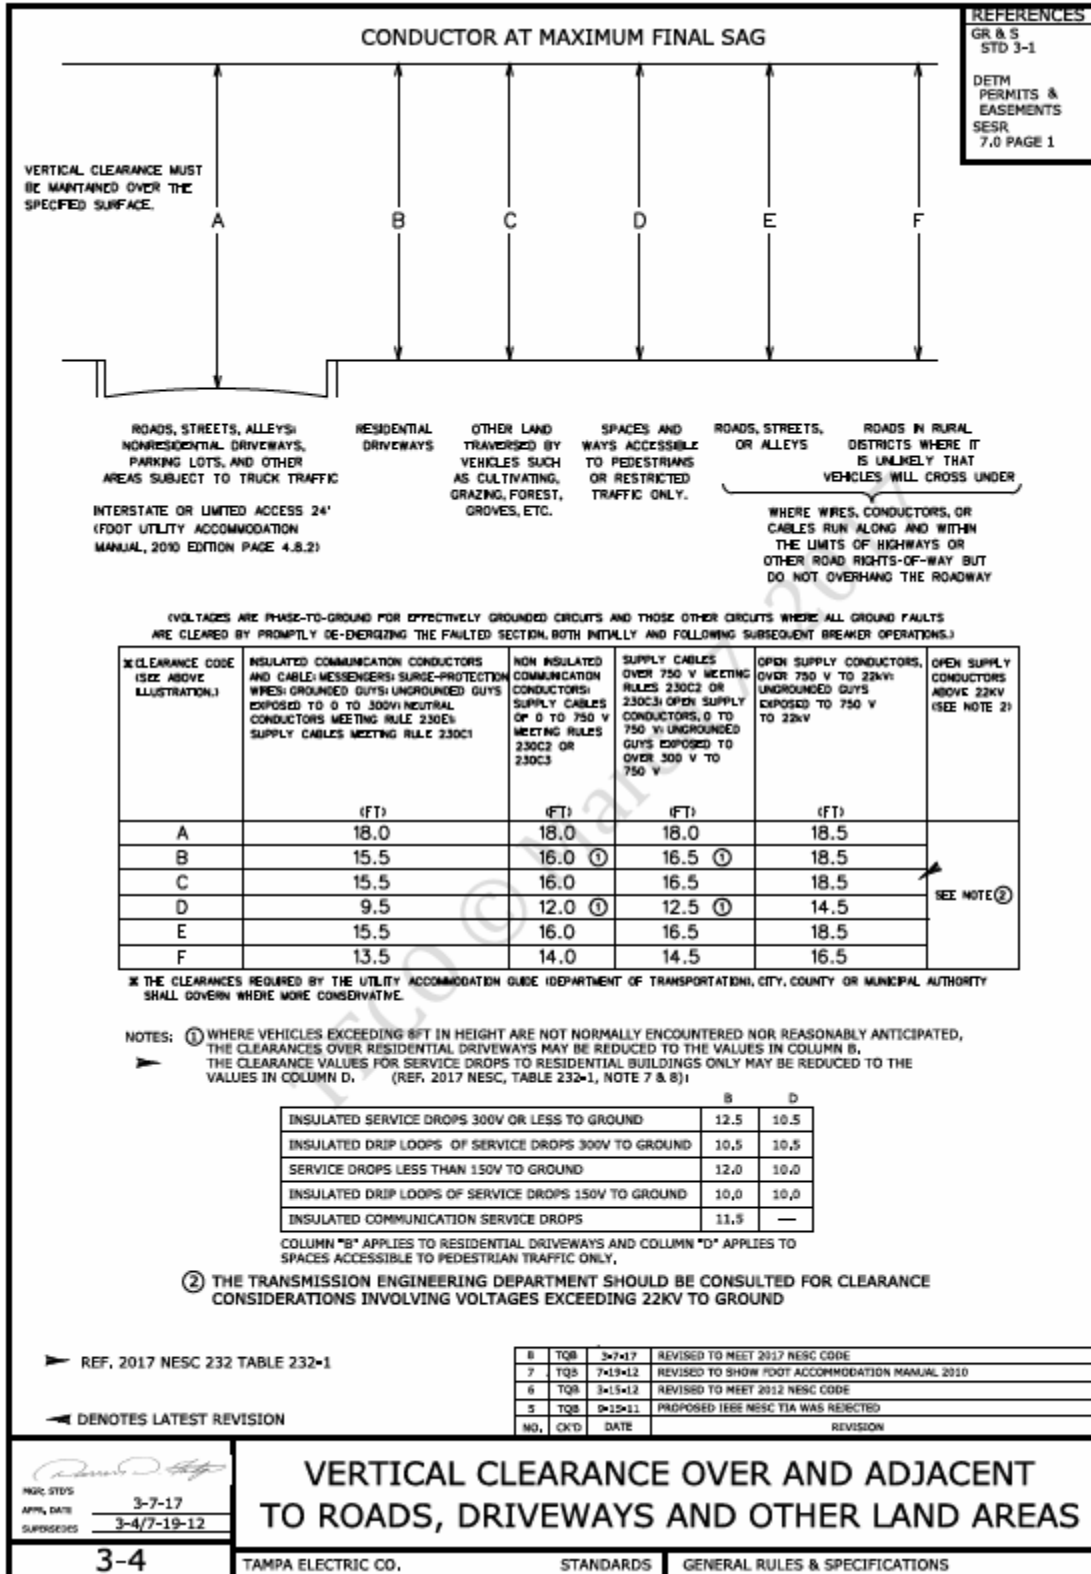 REFERENCES
GR & S
STD 3-1
DETM
PERMITS &
EASEMENTS
SESR
7.0 PAGE 1
CONDUCTOR AT MAXIMUM FINAL SAG
VERTICAL CLEARANCE MUST
BE MAINTAINED OVER THE
SPECIFIED SURFACE.
A B C D E F
ROADS, STREETS, ALLEYS;
NONRESIDENTIAL DRIVEWAYS,
PARKING LOTS, AND OTHER
AREAS SUBJECT TO TRUCK TRAFFIC
INTERSTATE OR LIMITED ACCESS 24'
(FDOT UTILITY ACCOMMODATION
MANUAL, 2010 EDITION PAGE 4.8.2)
RESIDENTIAL
DRIVEWAYS
OTHER LAND
TRAVERSED BY
VEHICLES SUCH
AS CULTIVATING,
GRAZING, FOREST,
GROVES, ETC.
SPACES AND
WAYS ACCESSIBLE
TO PEDESTRIANS
OR RESTRICTED
TRAFFIC ONLY.
ROADS, STREETS,
OR ALLEYS
ROADS IN RURAL
DISTRICTS WHERE IT
IS UNLIKELY THAT
VEHICLES WILL CROSS UNDER
WHERE WIRES, CONDUCTORS, OR
CABLES RUN ALONG AND WITHIN
THE LIMITS OF HIGHWAYS OR
OTHER ROAD RIGHTS-OF-WAY BUT
DO NOT OVERHANG THE ROADWAY
(VOLTAGES ARE PHASE-TO-GROUND FOR EFFECTIVELY GROUNDED CIRCUITS AND THOSE OTHER CIRCUITS WHERE ALL GROUND FAULTS
ARE CLEARED BY PROMPTLY DE-ENERGIZING THE FAULTED SECTION, BOTH INITIALLY AND FOLLOWING SUBSEQUENT BREAKER OPERATIONS.)
* CLEARANCE CODE
(SEE ABOVE
ILLUSTRATION.)
INSULATED COMMUNICATION CONDUCTORS
AND CABLE; MESSENGERS; SURGE-PROTECTION
WIRES; GROUNDED GUYS; UNGROUNDED GUYS
EXPOSED TO 0 TO 300V; NEUTRAL
CONDUCTORS MEETING RULE 230E1;
SUPPLY CABLES MEETING RULE 230C1
(FT)
NON INSULATED
COMMUNICATION
CONDUCTORS;
SUPPLY CABLES
OF 0 TO 750 V
MEETING RULES
230C2 OR
230C3
(FT)
SUPPLY CABLES
OVER 750 V MEETING
RULES 230C2 OR
230C3; OPEN SUPPLY
CONDUCTORS, 0 TO
750 V; UNGROUNDED
GUYS EXPOSED TO
OVER 300 V TO
750 V
(FT)
OPEN SUPPLY CONDUCTORS,
OVER 750 V TO 22kV;
UNGROUNDED GUYS
EXPOSED TO 750 V
TO 22kV
(FT)
OPEN SUPPLY
CONDUCTORS
ABOVE 22KV
(SEE NOTE 2)
A 18.0 18.0 18.0 18.5
B 15.5 16.0 ① 16.5 ① 18.5
C 15.5 16.0 16.5 18.5
D 9.5 12.0 ① 12.5 ① 14.5
E 15.5 16.0 16.5 18.5
F 13.5 14.0 14.5 16.5
SEE NOTE ②
* THE CLEARANCES REQUIRED BY THE UTILITY ACCOMMODATION GUIDE (DEPARTMENT OF TRANSPORTATION), CITY, COUNTY OR MUNICIPAL AUTHORITY
SHALL GOVERN WHERE MORE CONSERVATIVE.
NOTES: ① WHERE VEHICLES EXCEEDING 8FT IN HEIGHT ARE NOT NORMALLY ENCOUNTERED NOR REASONABLY ANTICIPATED,
THE CLEARANCES OVER RESIDENTIAL DRIVEWAYS MAY BE REDUCED TO THE VALUES IN COLUMN B.
THE CLEARANCE VALUES FOR SERVICE DROPS TO RESIDENTIAL BUILDINGS ONLY MAY BE REDUCED TO THE
VALUES IN COLUMN D. (REF. 2017 NESC, TABLE 232-1, NOTE 7 & 8):
B D
INSULATED SERVICE DROPS 300V OR LESS TO GROUND 12.5 10.5
INSULATED DRIP LOOPS OF SERVICE DROPS 300V TO GROUND 10.5 10.5
SERVICE DROPS LESS THAN 150V TO GROUND 12.0 10.0
INSULATED DRIP LOOPS OF SERVICE DROPS 150V TO GROUND 10.0 10.0
INSULATED COMMUNICATION SERVICE DROPS 11.5 —
COLUMN "B" APPLIES TO RESIDENTIAL DRIVEWAYS AND COLUMN "D" APPLIES TO
SPACES ACCESSIBLE TO PEDESTRIAN TRAFFIC ONLY.
② THE TRANSMISSION ENGINEERING DEPARTMENT SHOULD BE CONSULTED FOR CLEARANCE
CONSIDERATIONS INVOLVING VOLTAGES EXCEEDING 22KV TO GROUND
REF. 2017 NESC 232 TABLE 232-1
DENOTES LATEST REVISION
8 TQB 3-7-17 REVISED TO MEET 2017 NESC CODE
7 TQB 7-19-12 REVISED TO SHOW FDOT ACCOMMODATION MANUAL 2010
6 TQB 3-15-12 REVISED TO MEET 2012 NESC CODE
5 TQB 9-15-11 PROPOSED IEEE NESC TIA WAS REJECTED
NO. CK'D DATE REVISION
MGR, STD'S
APPR, DATE 3-7-17
SUPERSEDES 3-4/7-19-12
VERTICAL CLEARANCE OVER AND ADJACENT
TO ROADS, DRIVEWAYS AND OTHER LAND AREAS
3-4 TAMPA ELECTRIC CO. STANDARDS GENERAL RULES & SPECIFICATIONS